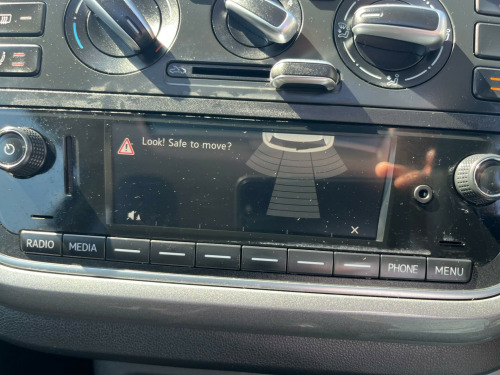 Look! Safe to move?
RADIO MEDIA PHONE MENU